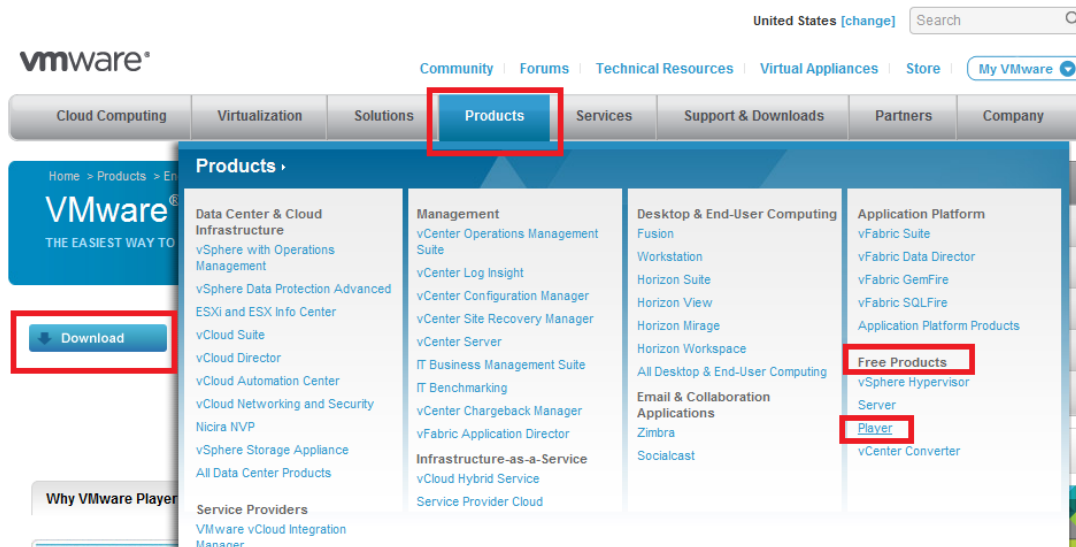 United States [change] Search
vmware®
Community Forums Technical Resources Virtual Appliances Store My VMware
Cloud Computing Virtualization Solutions Products Services Support & Downloads Partners Company
Home > Products > En
VMware®
THE EASIEST WAY TO
Download
Why VMware Player
Products
Data Center & Cloud
Infrastructure
vSphere with Operations
Management
vSphere Data Protection Advanced
ESXi and ESX Info Center
vCloud Suite
vCloud Director
vCloud Automation Center
vCloud Networking and Security
Nicira NVP
vSphere Storage Appliance
All Data Center Products
Service Providers
VMware vCloud Integration
Manager
Management
vCenter Operations Management
Suite
vCenter Log Insight
vCenter Configuration Manager
vCenter Site Recovery Manager
vCenter Server
IT Business Management Suite
IT Benchmarking
vCenter Chargeback Manager
vFabric Application Director
Infrastructure-as-a-Service
vCloud Hybrid Service
Service Provider Cloud
Desktop & End-User Computing
Fusion
Workstation
Horizon Suite
Horizon View
Horizon Mirage
Horizon Workspace
All Desktop & End-User Computing
Email & Collaboration
Applications
Zimbra
Socialcast
Application Platform
vFabric Suite
vFabric Data Director
vFabric GemFire
vFabric SQLFire
Application Platform Products
Free Products
vSphere Hypervisor
Server
Player
vCenter Converter